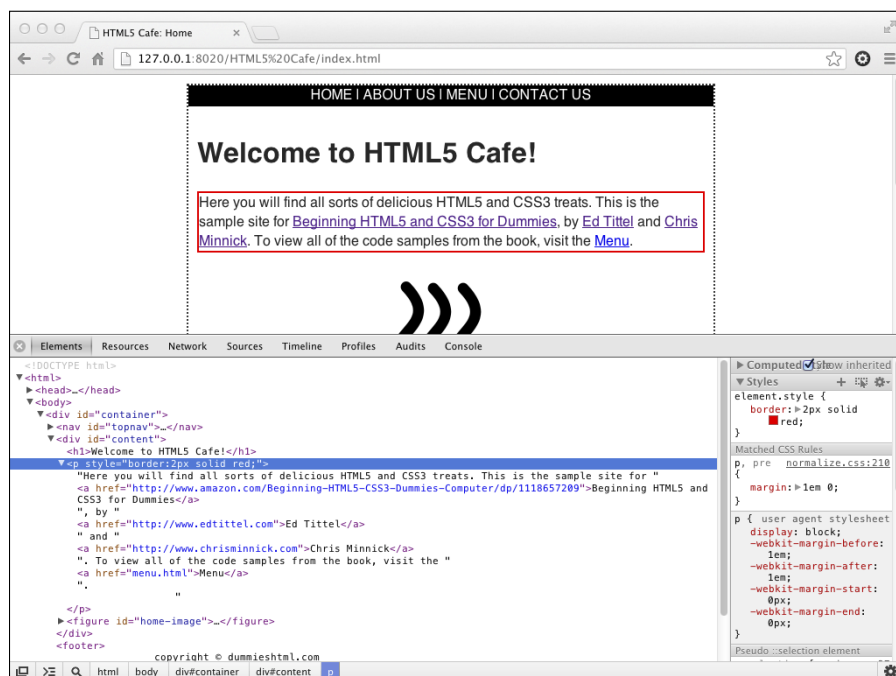 HTML5 Cafe: Home
127.0.0.1:8020/HTML5%20Cafe/index.html
HOME | ABOUT US | MENU | CONTACT US
Welcome to HTML5 Cafe!
Here you will find all sorts of delicious HTML5 and CSS3 treats. This is the
sample site for Beginning HTML5 and CSS3 for Dummies, by Ed Tittel and Chris
Minnick. To view all of the code samples from the book, visit the Menu.
Elements Resources Network Sources Timeline Profiles Audits Console
<!DOCTYPE html>
▼<html>
▶<head>…</head>
▼<body>
▼<div id="container">
▶<nav id="topnav">…</nav>
▼<div id="content">
<h1>Welcome to HTML5 Cafe!</h1>
▼<p style="border:2px solid red;">
"Here you will find all sorts of delicious HTML5 and CSS3 treats. This is the sample site for "
<a href="http://www.amazon.com/Beginning-HTML5-CSS3-Dummies-Computer/dp/1118657209">Beginning HTML5 and
CSS3 for Dummies</a>
", by "
<a href="http://www.edtittel.com">Ed Tittel</a>
" and "
<a href="http://www.chrisminnick.com">Chris Minnick</a>
". To view all of the code samples from the book, visit the "
<a href="menu.html">Menu</a>
".
"
</p>
▶<figure id="home-image">…</figure>
</div>
<footer>
copyright © dummieshtml.com
▶ Computed Style Show inherited
▼ Styles
element.style {
border:▶2px solid
red;
}
Matched CSS Rules
p, pre normalize.css:210
{
margin:▶1em 0;
}
p { user agent stylesheet
display: block;
-webkit-margin-before:
1em;
-webkit-margin-after:
1em;
-webkit-margin-start:
0px;
-webkit-margin-end:
0px;
}
Pseudo ::selection element
html body div#container div#content p